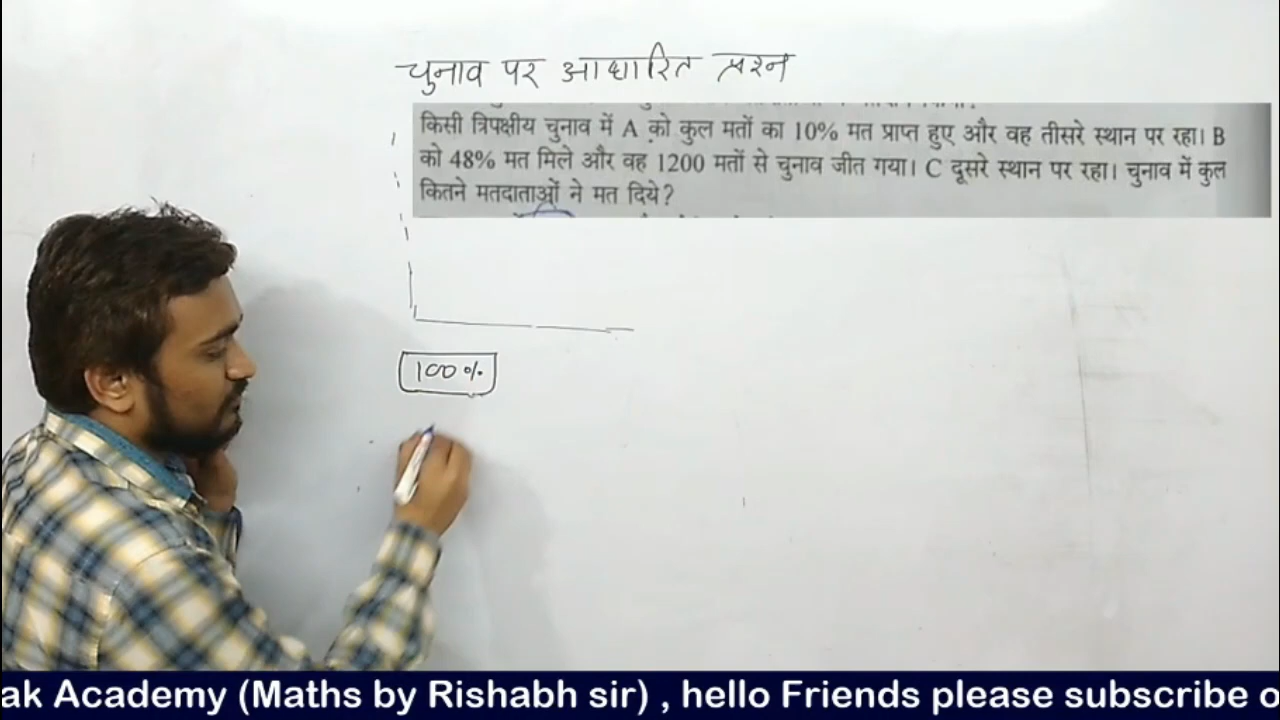 चुनाव पर आधारित प्रश्न
किसी त्रिपक्षीय चुनाव में A को कुल मतों का 10% मत प्राप्त हुए और वह तीसरे स्थान पर रहा। B
को 48% मत मिले और वह 1200 मतों से चुनाव जीत गया। C दूसरे स्थान पर रहा। चुनाव में कुल
कितने मतदाताओं ने मत दिये?
100%
ak Academy (Maths by Rishabh sir) , hello Friends please subscribe o